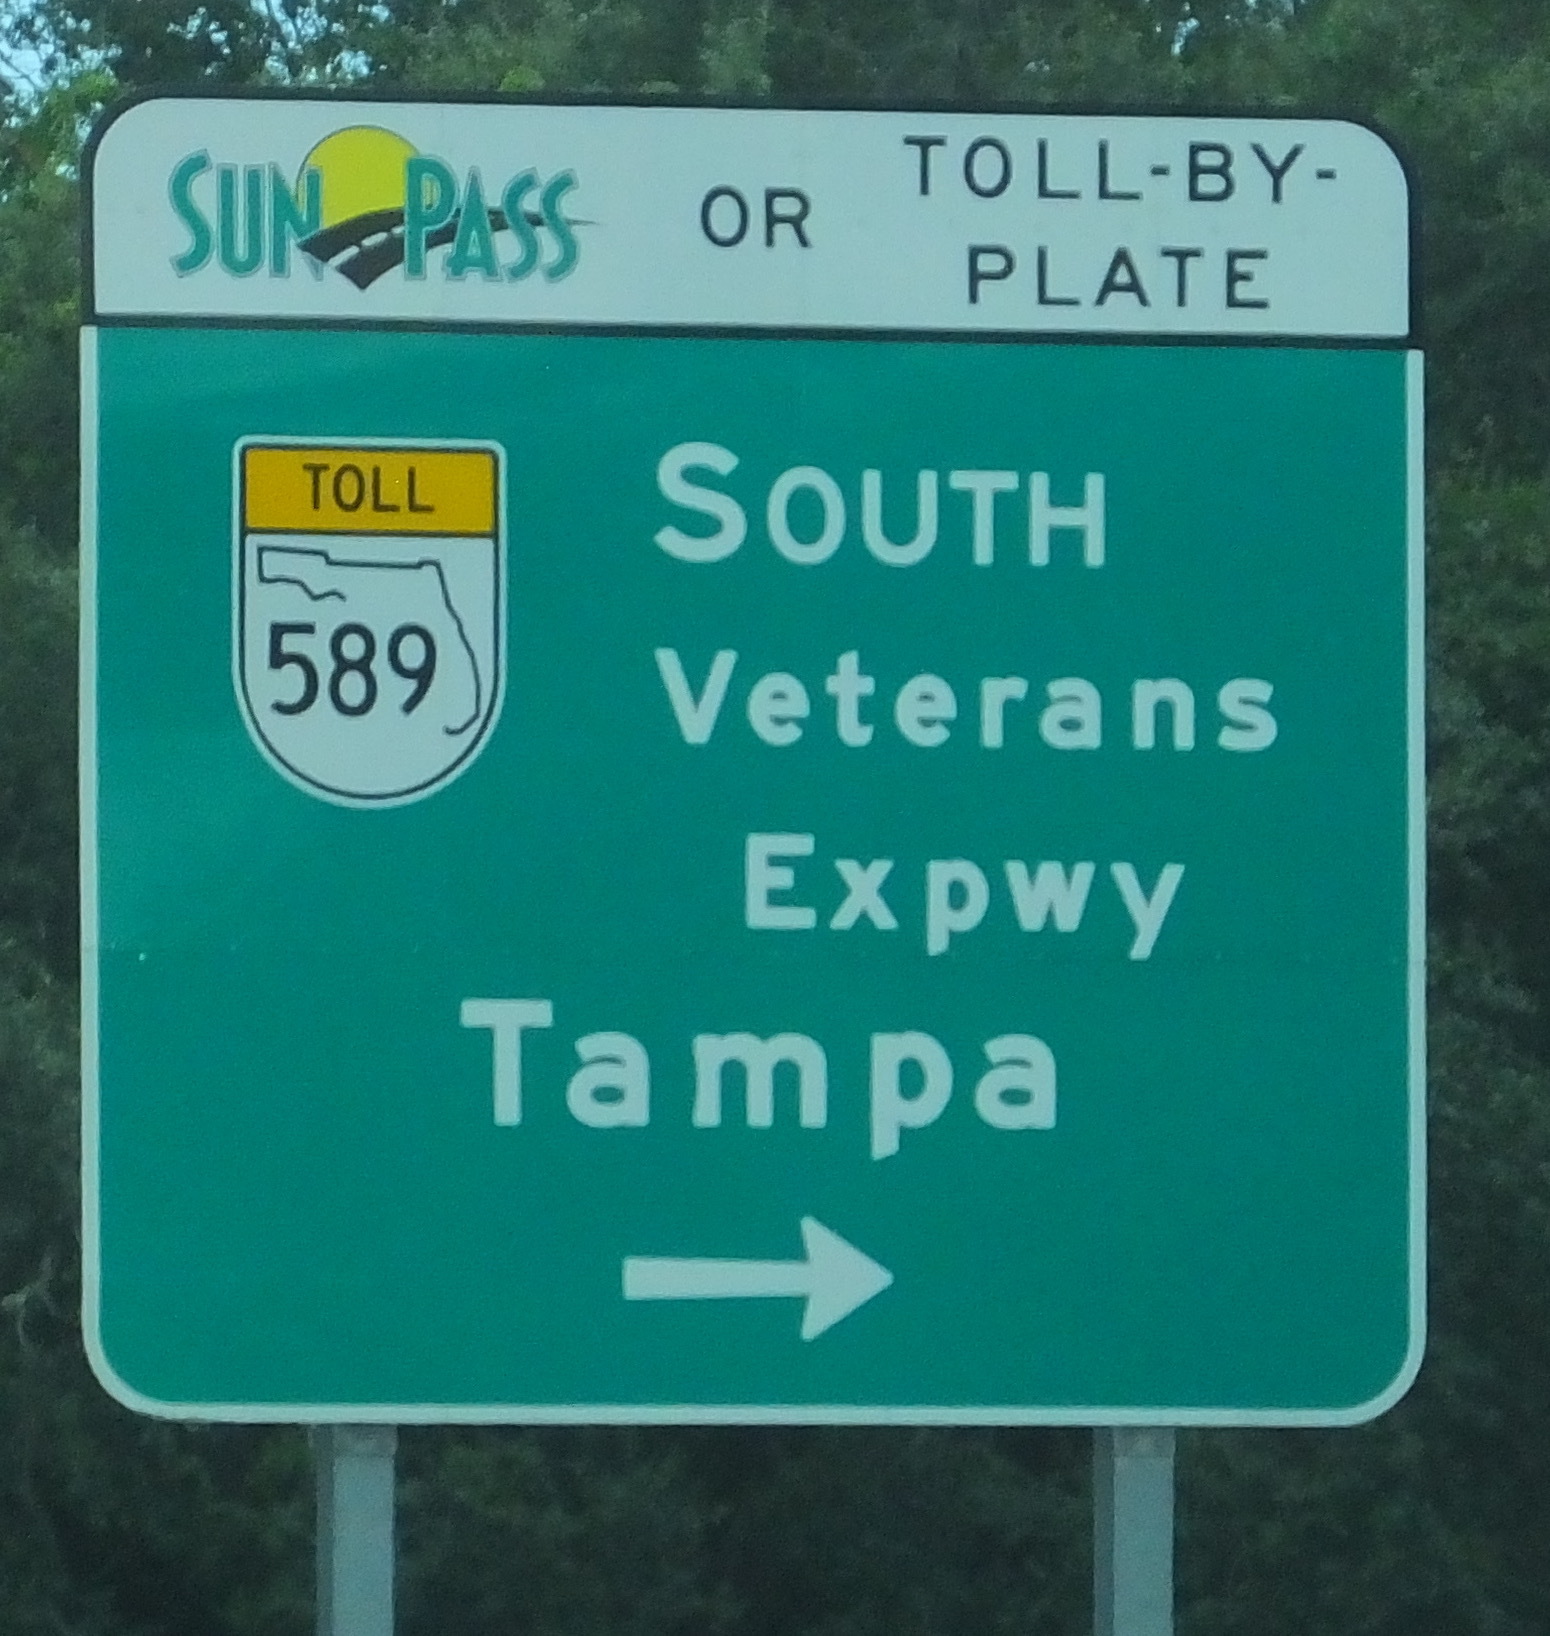 SUNPASS OR TOLL-BY-
PLATE
TOLL
589
SOUTH
Veterans
Expwy
Tampa